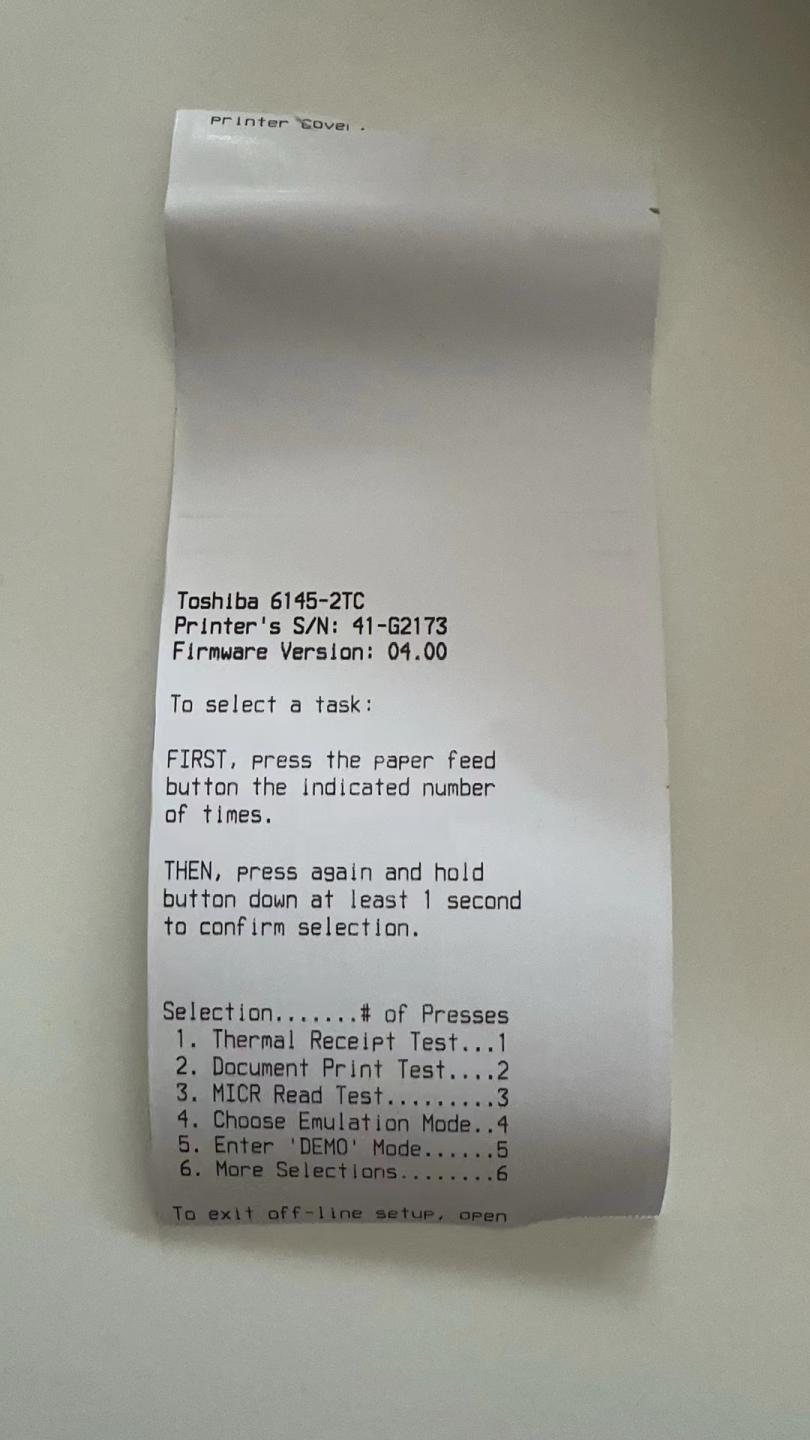 Printer Cover.
Toshiba 6145-2TC
Printer's S/N: 41-G2173
Firmware Version: 04.00
To select a task:
FIRST, press the paper feed
button the indicated number
of times.
THEN, press again and hold
button down at least 1 second
to confirm selection.
Selection.......# of Presses
1. Thermal Receipt Test...1
2. Document Print Test....2
3. MICR Read Test.........3
4. Choose Emulation Mode..4
5. Enter 'DEMO' Mode......5
6. More Selections........6
To exit off-line setup, open